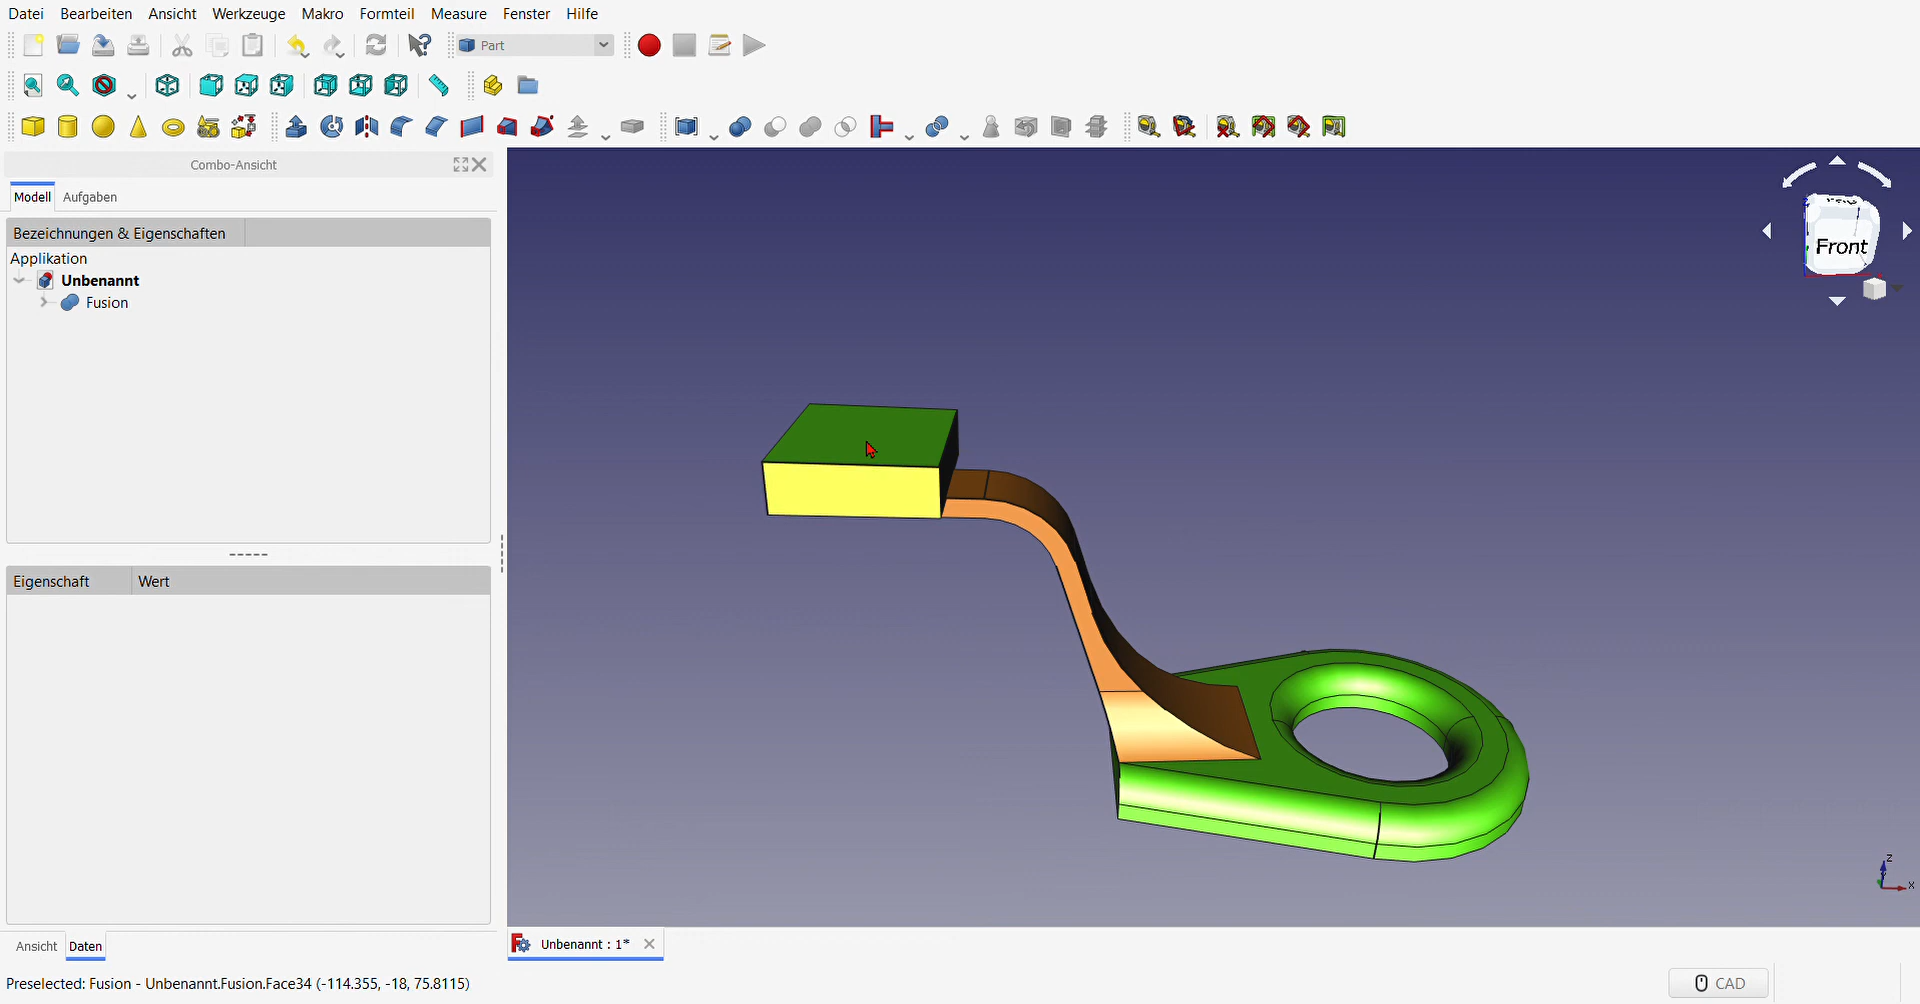 Datei Bearbeiten Ansicht Werkzeuge Makro Formteil Measure Fenster Hilfe
Part
Combo-Ansicht
Modell Aufgaben
Bezeichnungen & Eigenschaften
Applikation
Unbenannt
Fusion
Front
Eigenschaft Wert
z
x
Ansicht Daten
Unbenannt : 1*
Preselected: Fusion - Unbenannt.Fusion.Face34 (-114.355, -18, 75.8115)
CAD